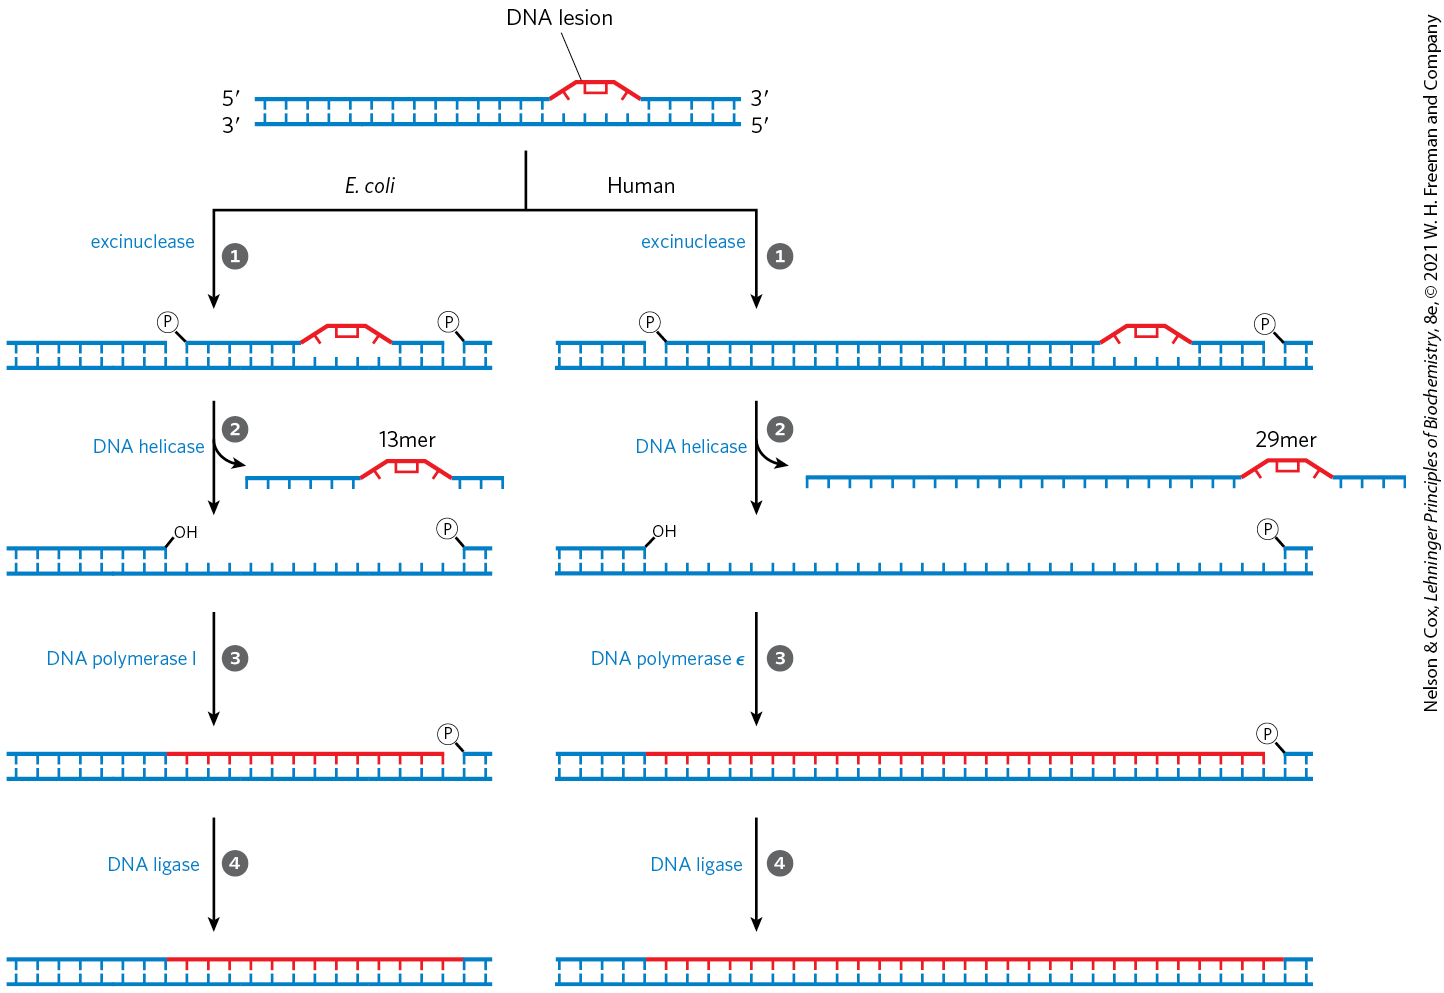 DNA lesion
5′ 3′
3′ 5′
E. coli Human
excinuclease 1 excinuclease 1
P P P P
DNA helicase 2 13mer DNA helicase 2 29mer
OH P OH P
DNA polymerase I 3 DNA polymerase ϵ 3
P P
DNA ligase 4 DNA ligase 4
Nelson & Cox, Lehninger Principles of Biochemistry, 8e, © 2021 W. H. Freeman and Company